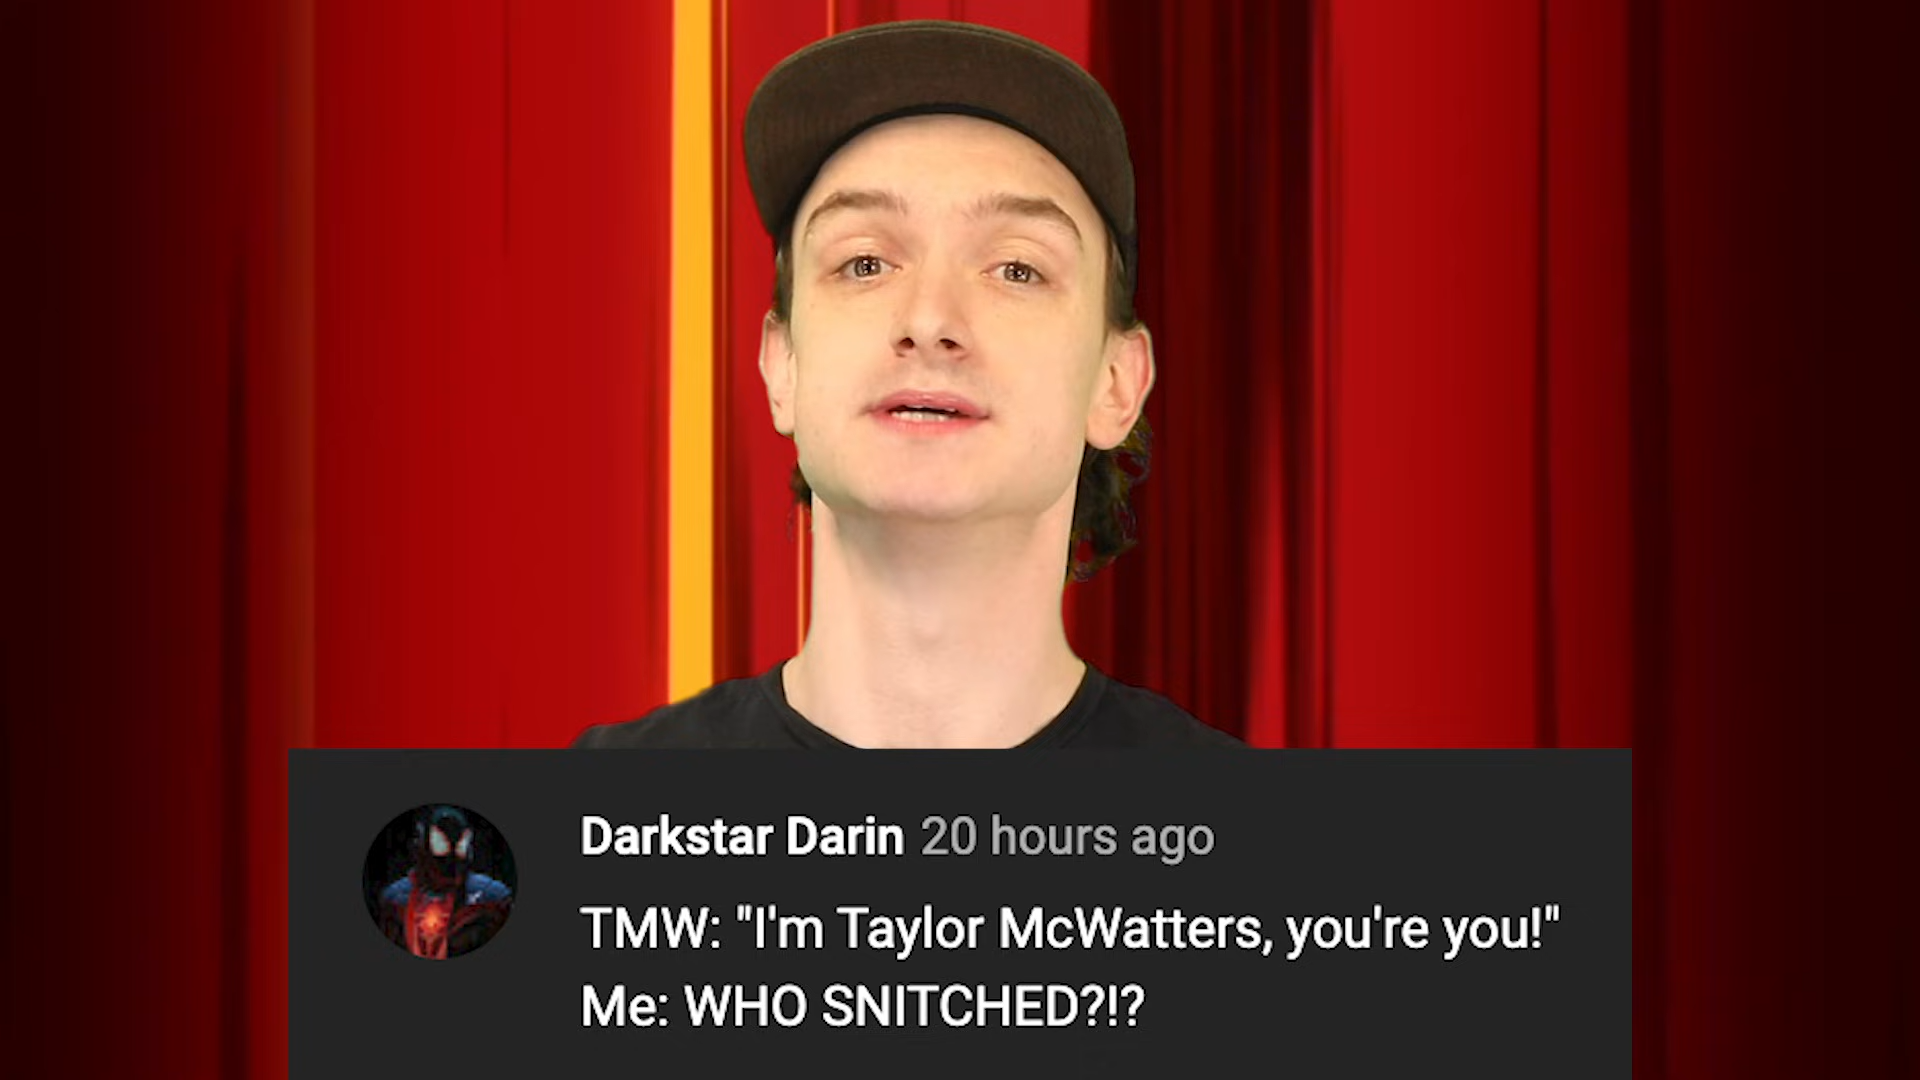 Darkstar Darin 20 hours ago
TMW: "I'm Taylor McWatters, you're you!"
Me: WHO SNITCHED?!?